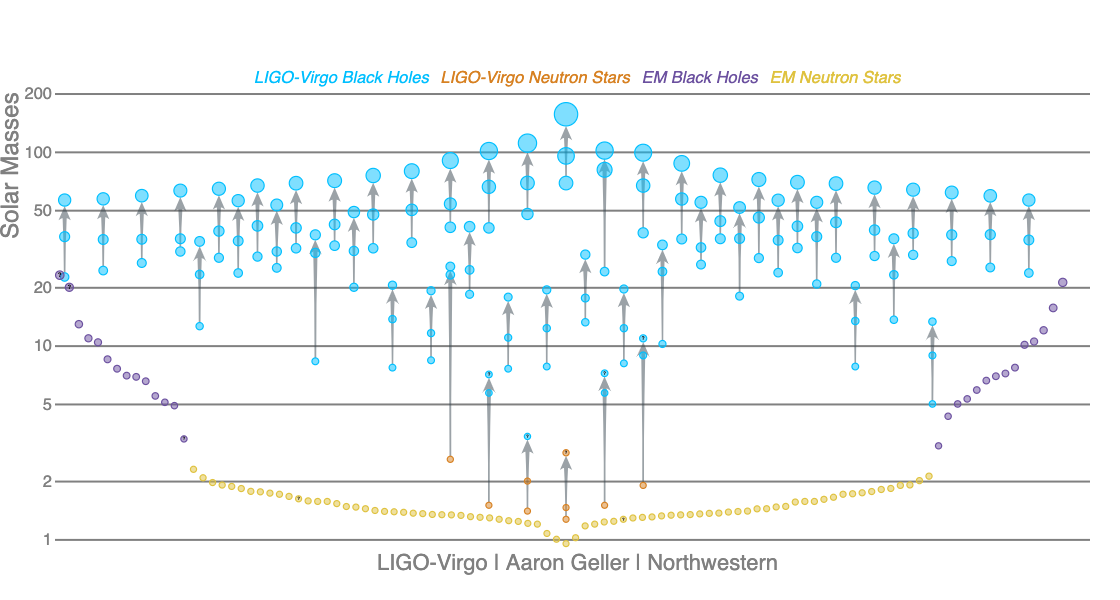 LIGO-Virgo Black Holes LIGO-Virgo Neutron Stars EM Black Holes EM Neutron Stars
Solar Masses
200
100
50
20
10
5
2
1
LIGO-Virgo | Aaron Geller | Northwestern